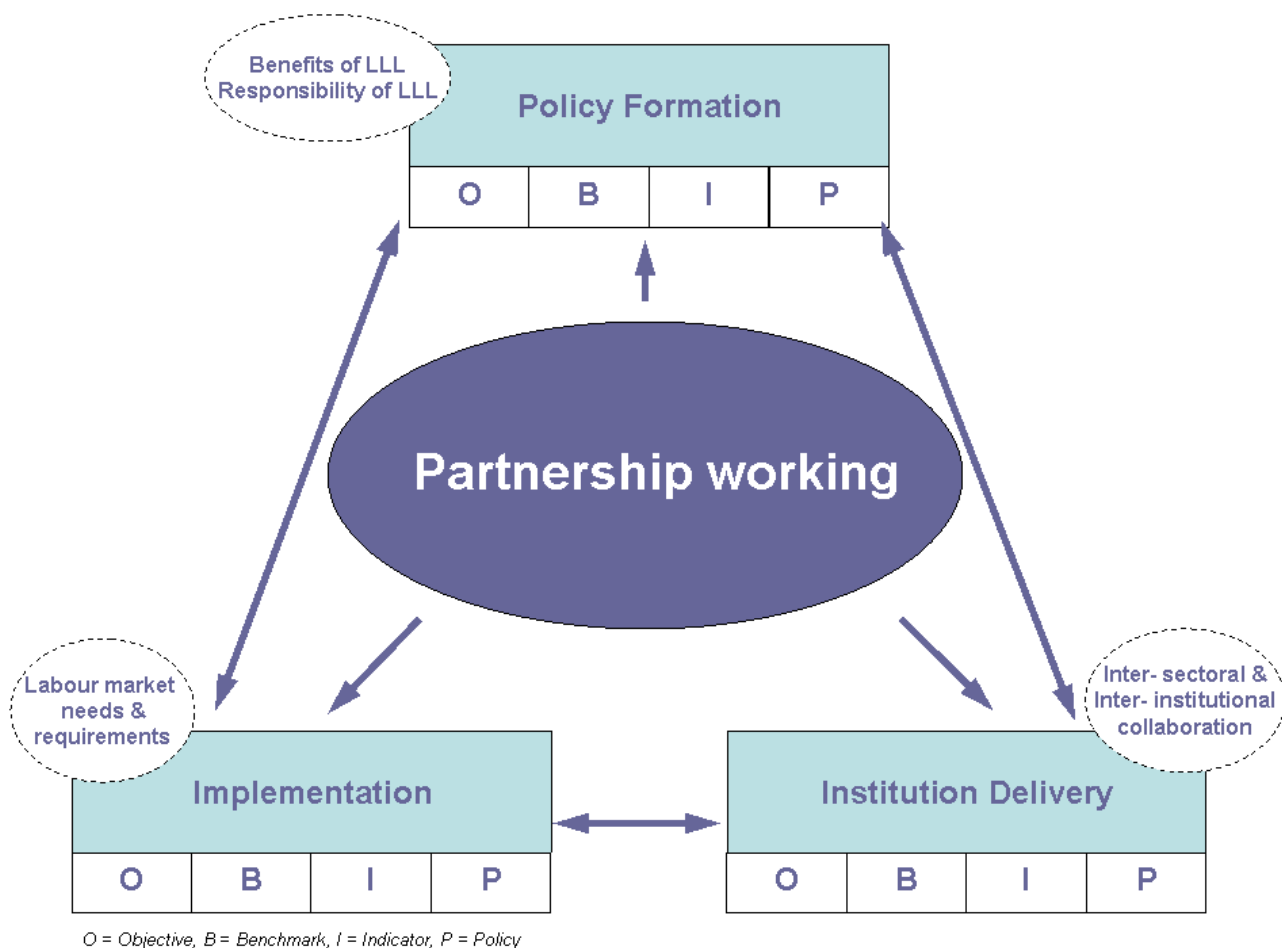 Benefits of LLL
Responsibility of LLL
Policy Formation
O B I P
Partnership working
Labour market
needs &
requirements
Implementation
O B I P
Inter- sectoral &
Inter- institutional
collaboration
Institution Delivery
O B I P
O = Objective, B = Benchmark, I = Indicator, P = Policy